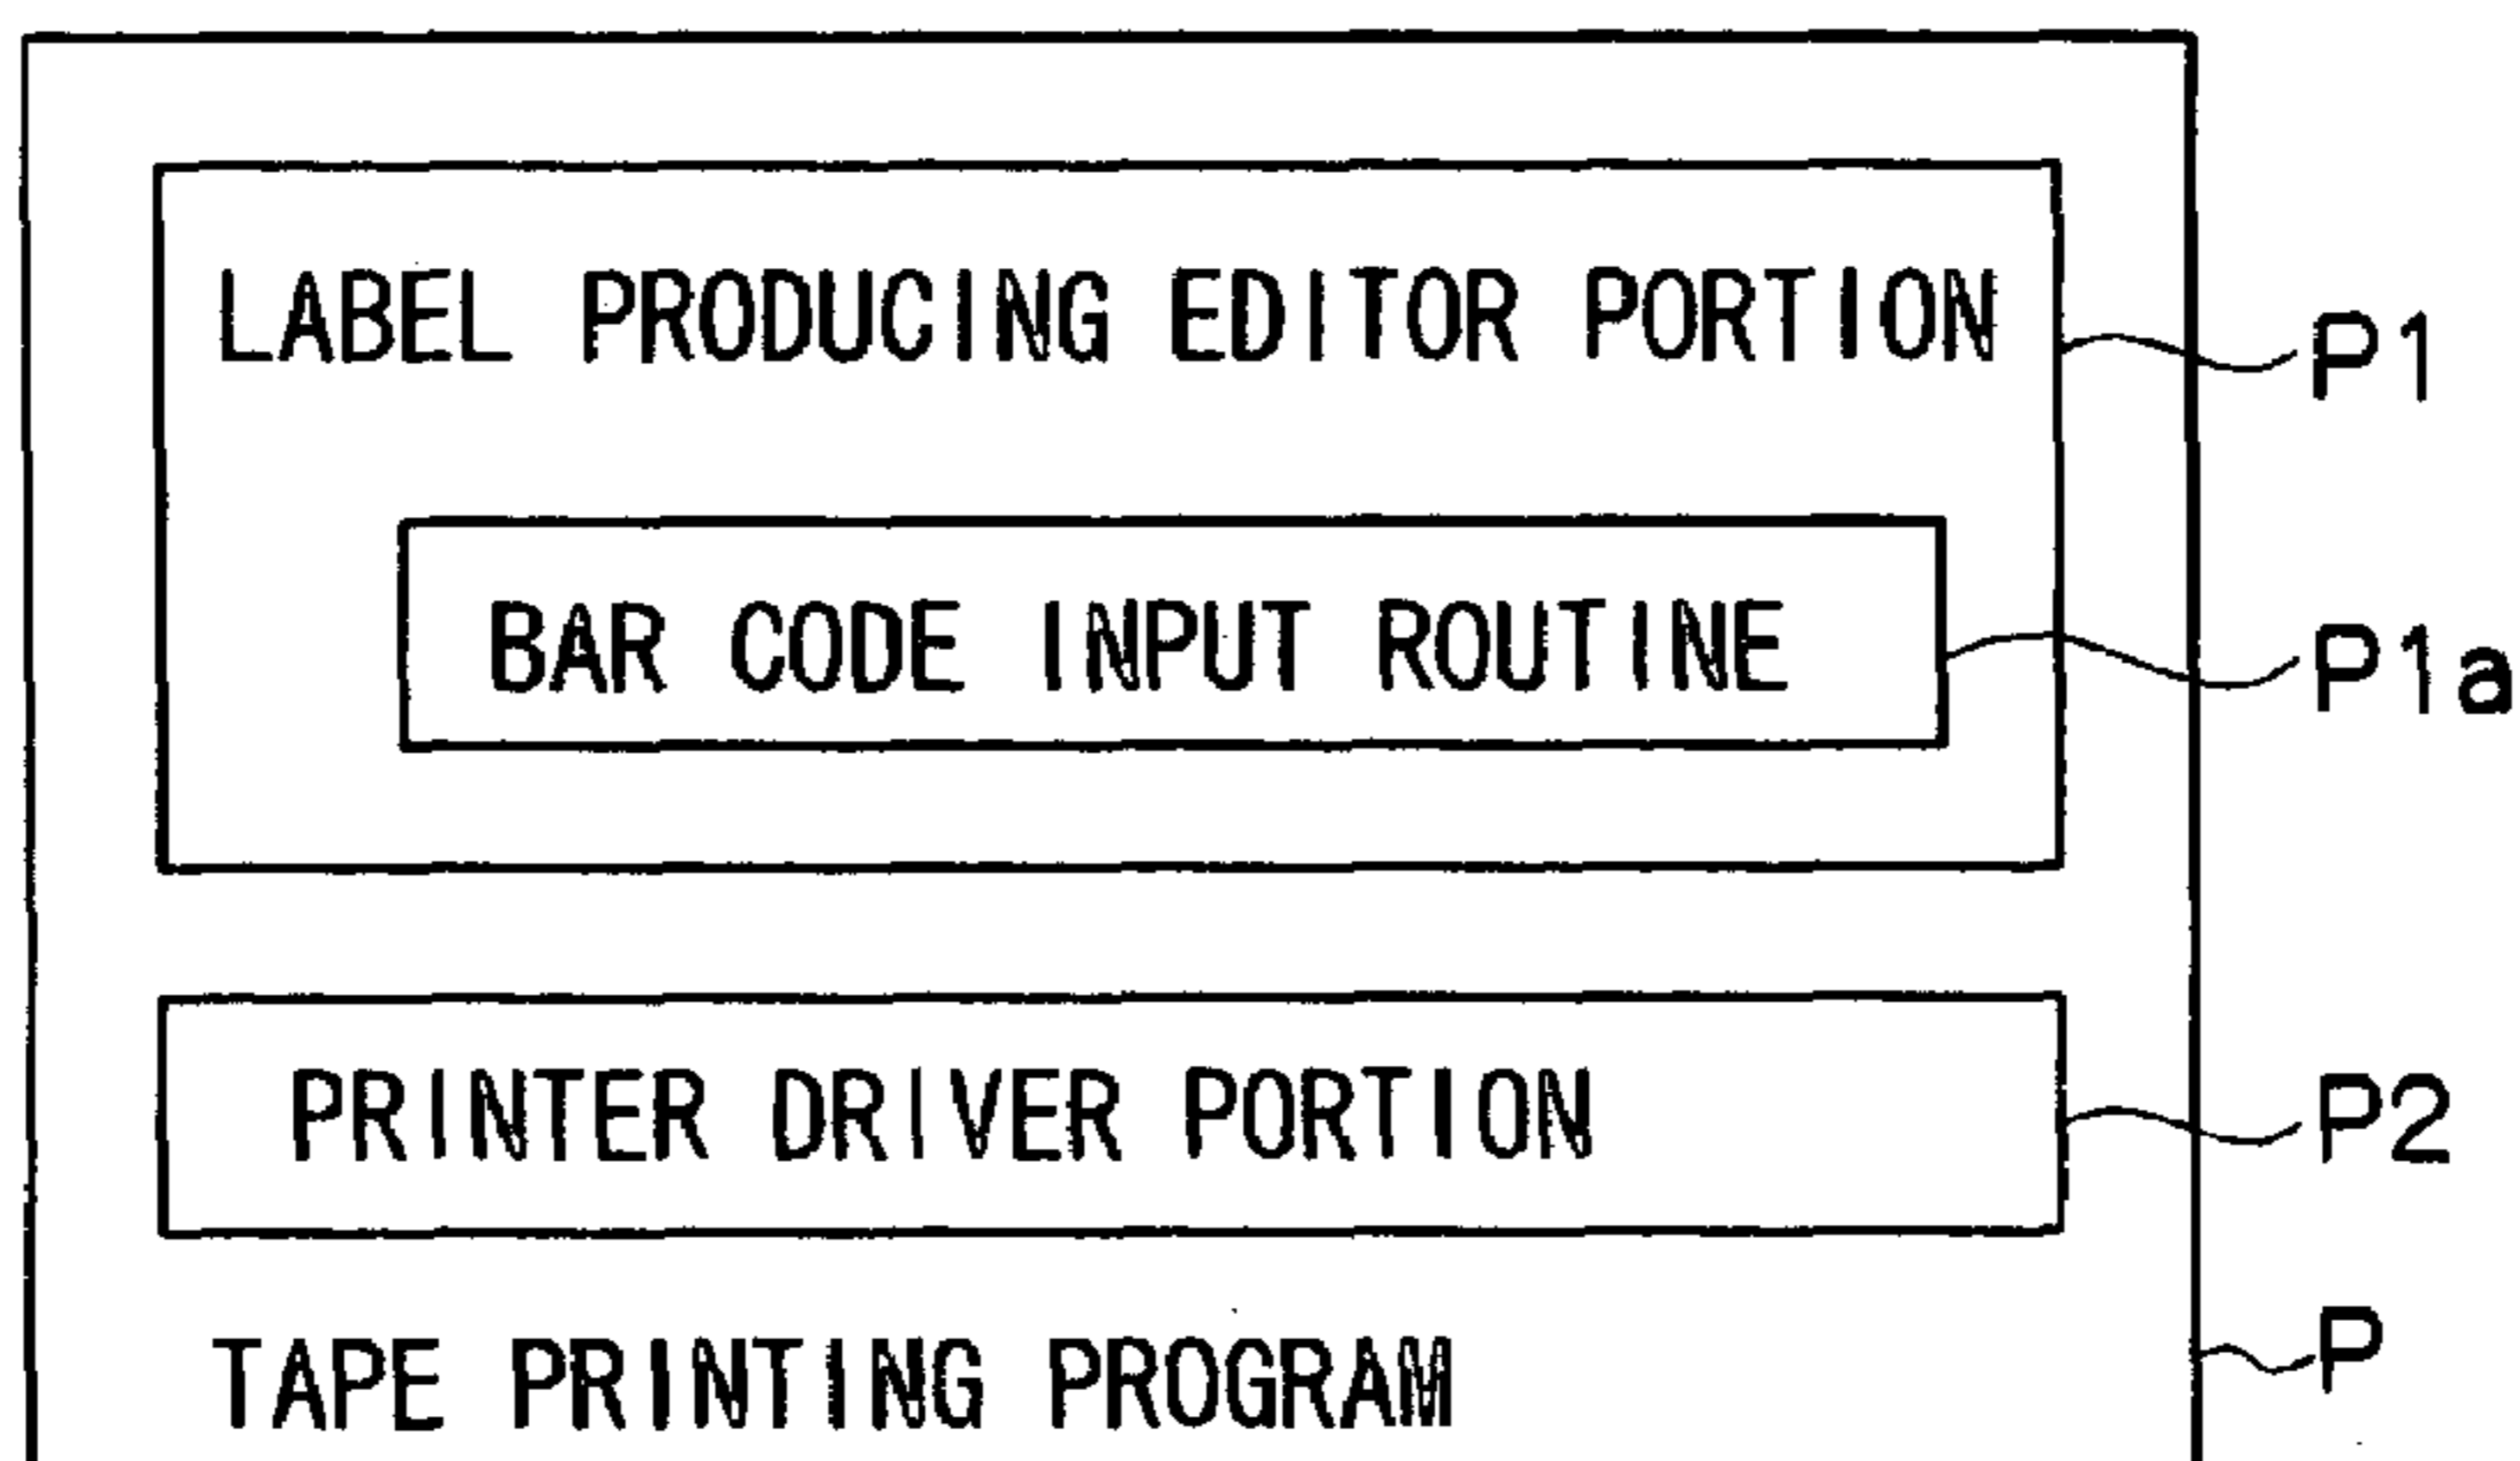 LABEL PRODUCING EDITOR PORTION
P1
BAR CODE INPUT ROUTINE
P1a
PRINTER DRIVER PORTION
P2
TAPE PRINTING PROGRAM
P